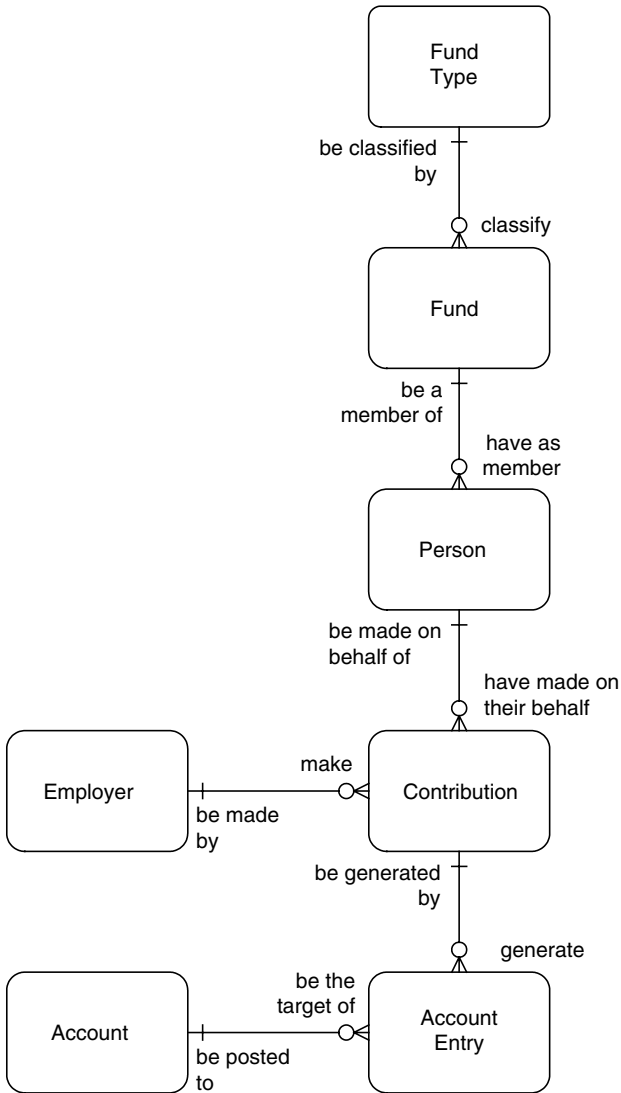 Fund
Type
be classified
by
classify
Fund
be a
member of
have as
member
Person
be made on
behalf of
have made on
their behalf
make
Employer
Contribution
be made
by
be generated
by
generate
be the
target of
Account
Account
Entry
be posted
to